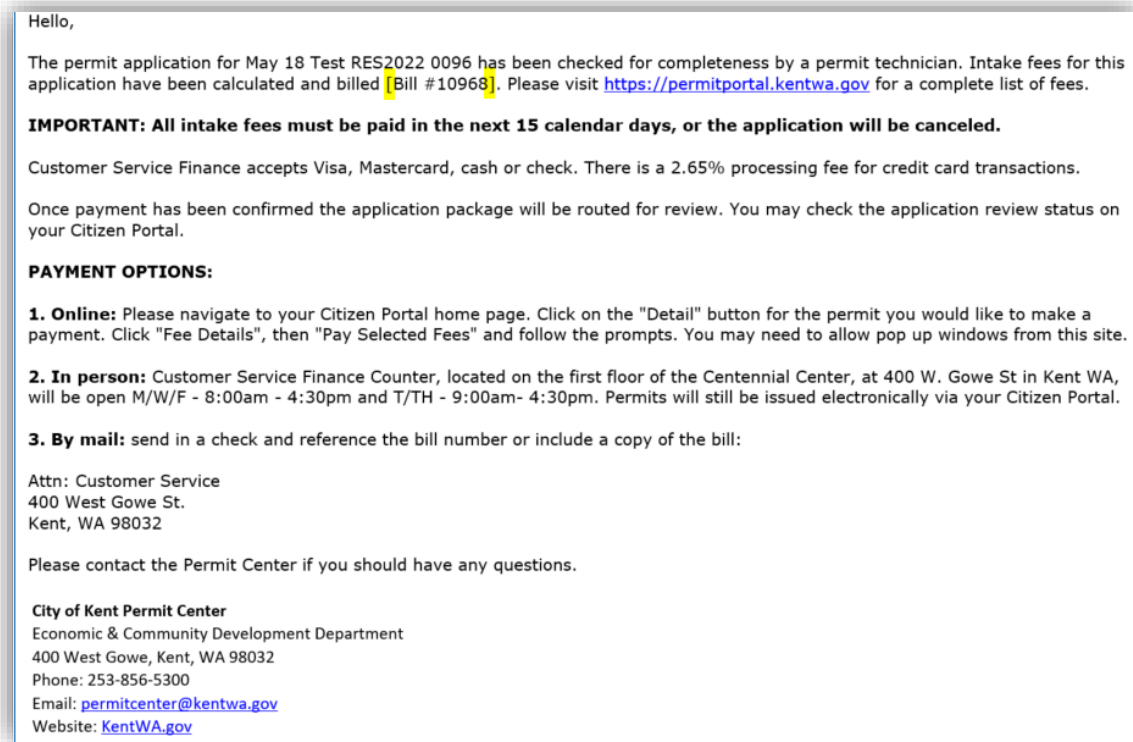 Hello,
The permit application for May 18 Test RES2022 0096 has been checked for completeness by a permit technician. Intake fees for this
application have been calculated and billed [Bill #10968]. Please visit https://permitportal.kentwa.gov for a complete list of fees.
IMPORTANT: All intake fees must be paid in the next 15 calendar days, or the application will be canceled.
Customer Service Finance accepts Visa, Mastercard, cash or check. There is a 2.65% processing fee for credit card transactions.
Once payment has been confirmed the application package will be routed for review. You may check the application review status on
your Citizen Portal.
PAYMENT OPTIONS:
1. Online: Please navigate to your Citizen Portal home page. Click on the "Detail" button for the permit you would like to make a
payment. Click "Fee Details", then "Pay Selected Fees" and follow the prompts. You may need to allow pop up windows from this site.
2. In person: Customer Service Finance Counter, located on the first floor of the Centennial Center, at 400 W. Gowe St in Kent WA,
will be open M/W/F - 8:00am - 4:30pm and T/TH - 9:00am- 4:30pm. Permits will still be issued electronically via your Citizen Portal.
3. By mail: send in a check and reference the bill number or include a copy of the bill:
Attn: Customer Service
400 West Gowe St.
Kent, WA 98032
Please contact the Permit Center if you should have any questions.
City of Kent Permit Center
Economic & Community Development Department
400 West Gowe, Kent, WA 98032
Phone: 253-856-5300
Email: permitcenter@kentwa.gov
Website: KentWA.gov